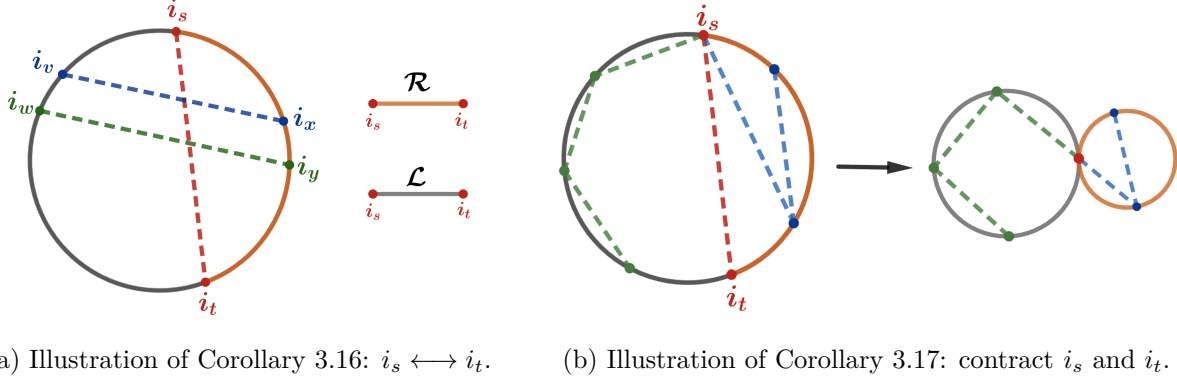 i_s
i_v
i_w
i_x
i_y
i_t
𝓡
i_s i_t
𝓛
i_s i_t
i_s
i_t
a) Illustration of Corollary 3.16: i_s ⟷ i_t.
(b) Illustration of Corollary 3.17: contract i_s and i_t.